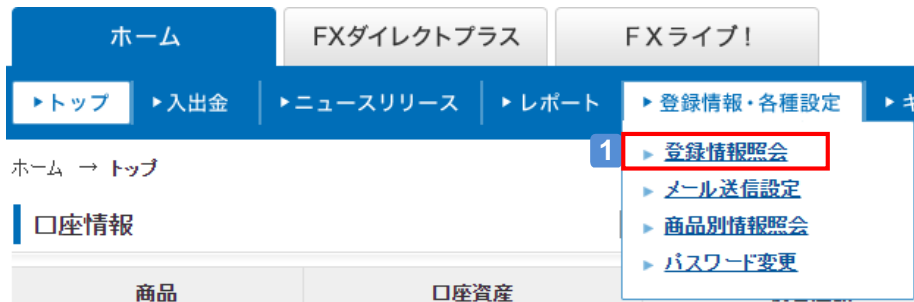 ホーム FXダイレクトプラス FXライブ!
▶トップ ▶入出金 ▶ニュースリリース ▶レポート ▶登録情報・各種設定 ▶キ
1 ▶ 登録情報照会
ホーム → トップ
▶ メール送信設定
口座情報
▶ 商品別情報照会
▶ パスワード変更
商品 口座資産